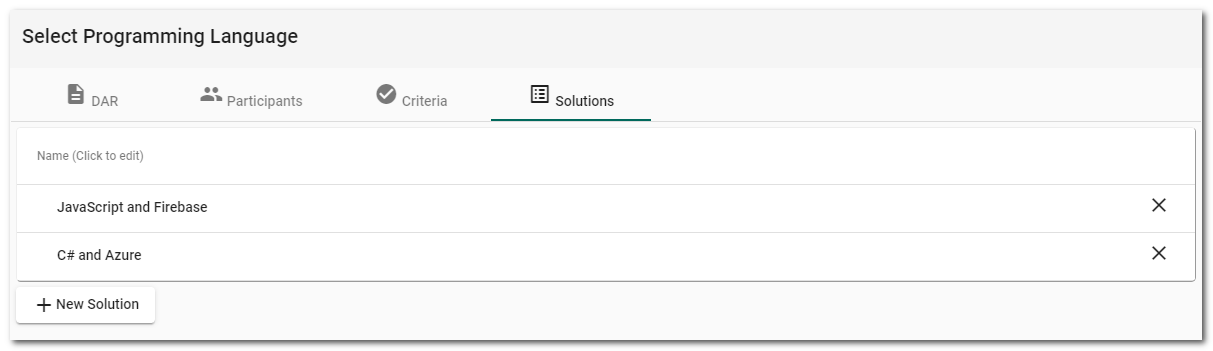 Select Programming Language
DAR Participants Criteria Solutions
Name (Click to edit)
JavaScript and Firebase
C# and Azure
New Solution